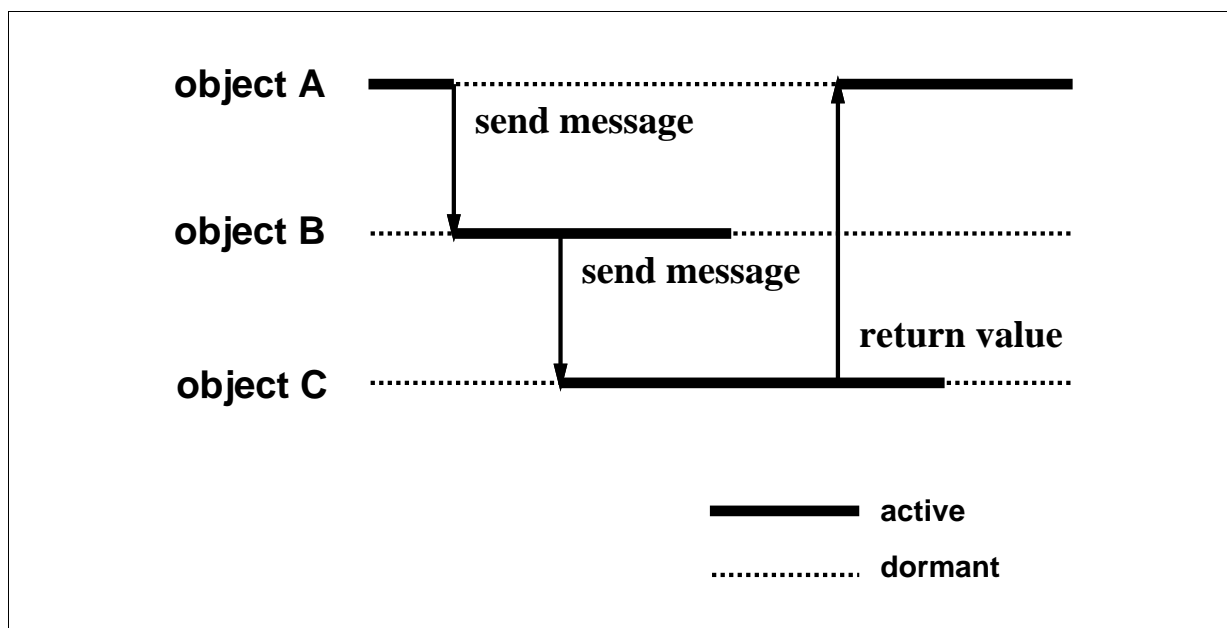 object A
send message
object B
send message
return value
object C
active
dormant